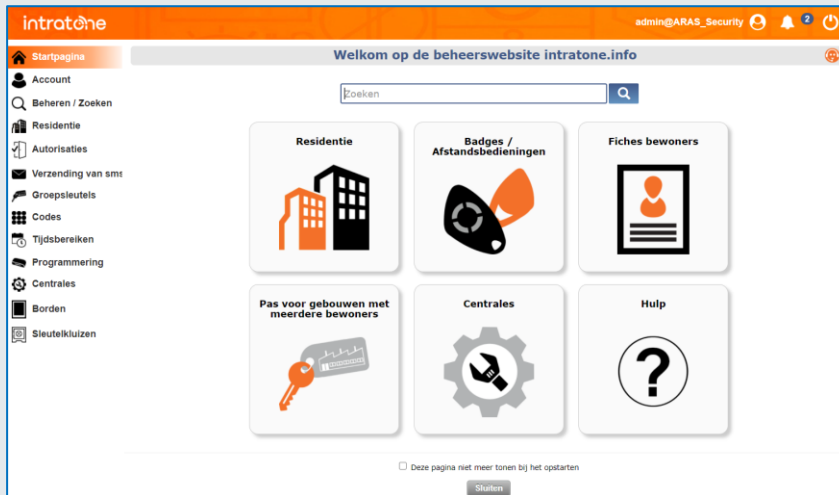 intratone
admin@ARAS_Security
2
Startpagina
Welkom op de beheerswebsite intratone.info
Account
Beheren / Zoeken
Residentie
Autorisaties
Verzending van sms
Groepsleutels
Codes
Tijdsbereiken
Programmering
Centrales
Borden
Sleutelkluizen
Zoeken
Residentie
Badges /
Afstandsbedieningen
Fiches bewoners
Pas voor gebouwen met
meerdere bewoners
Centrales
Hulp
?
Deze pagina niet meer tonen bij het opstarten
Sluiten